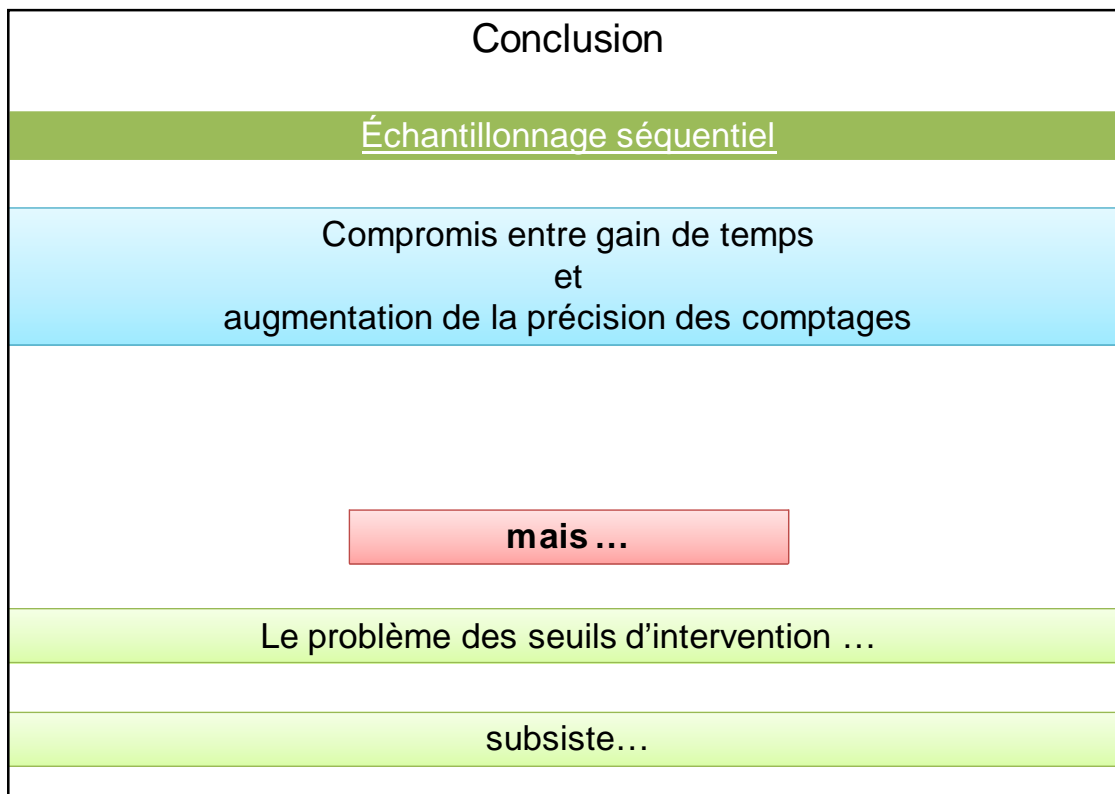 Conclusion
Échantillonnage séquentiel
Compromis entre gain de temps
et
augmentation de la précision des comptages
mais …
Le problème des seuils d’intervention …
subsiste…